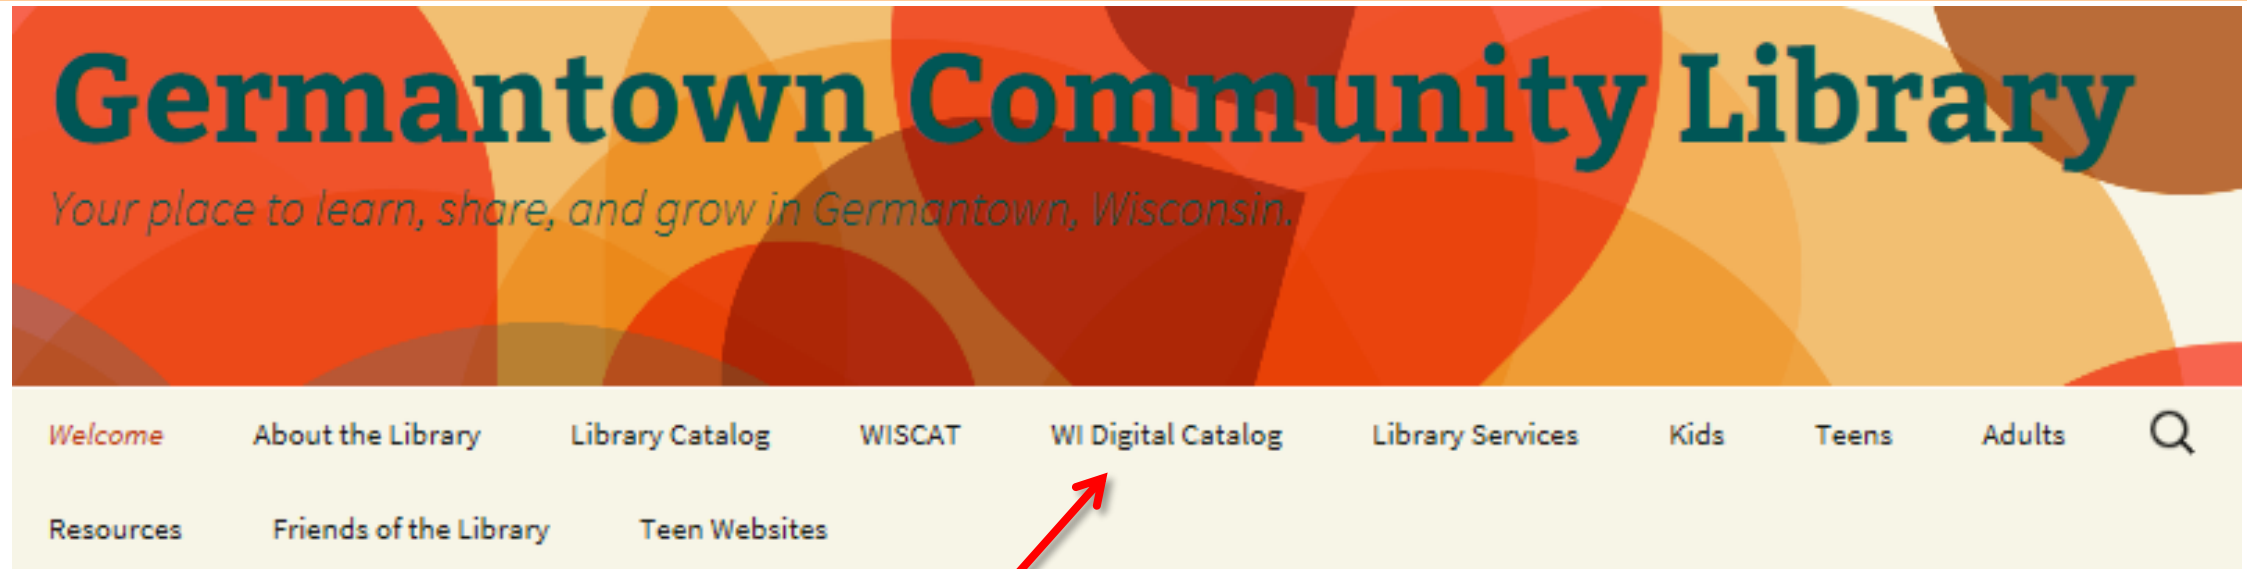 Germantown Community Library
Your place to learn, share, and grow in Germantown, Wisconsin.
Welcome About the Library Library Catalog WISCAT WI Digital Catalog Library Services Kids Teens Adults
Resources Friends of the Library Teen Websites